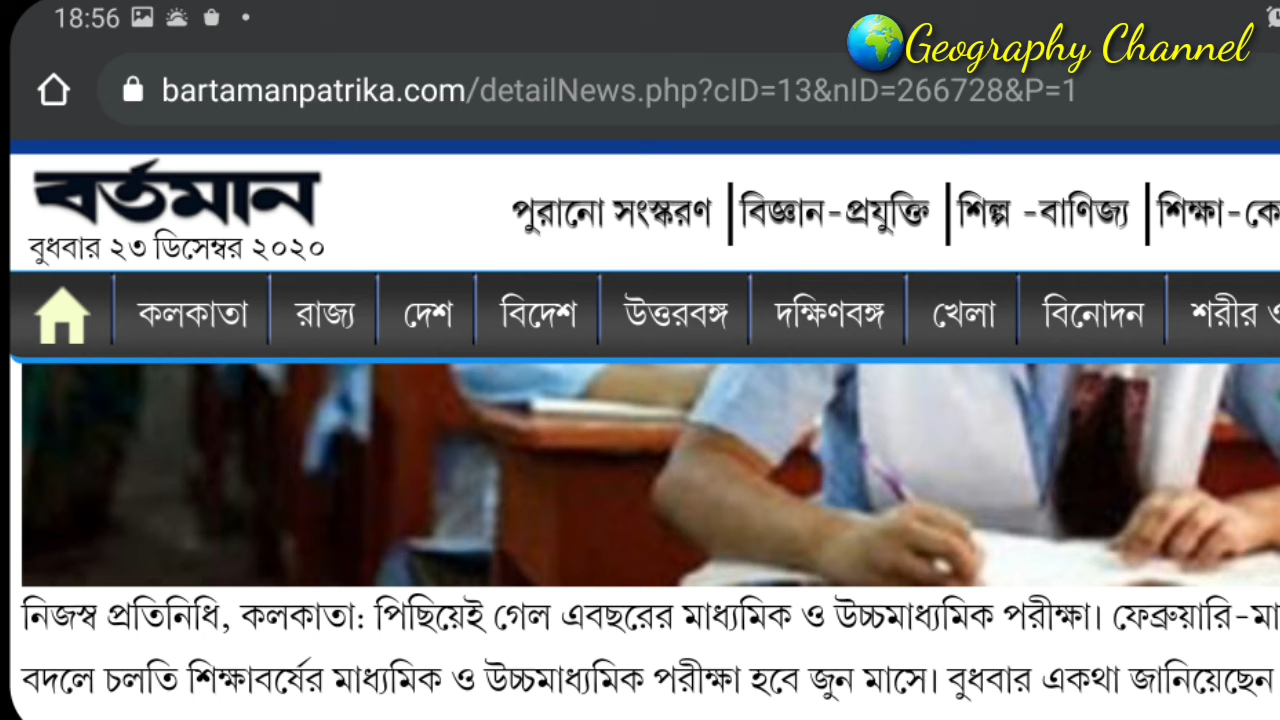 18:56
Geography Channel
bartamanpatrika.com/detailNews.php?cID=13&nID=266728&P=1
বর্তমান
পুরানো সংস্করণ | বিজ্ঞান-প্রযুক্তি | শিল্প -বাণিজ্য | শিক্ষা-কে
বুধবার ২৩ ডিসেম্বর ২০২০
কলকাতা রাজ্য দেশ বিদেশ উত্তরবঙ্গ দক্ষিণবঙ্গ খেলা বিনোদন শরীর ও
নিজস্ব প্রতিনিধি, কলকাতা: পিছিয়েই গেল এবছরের মাধ্যমিক ও উচ্চমাধ্যমিক পরীক্ষা। ফেব্রুয়ারি-মা
বদলে চলতি শিক্ষাবর্ষের মাধ্যমিক ও উচ্চমাধ্যমিক পরীক্ষা হবে জুন মাসে। বুধবার একথা জানিয়েছেন